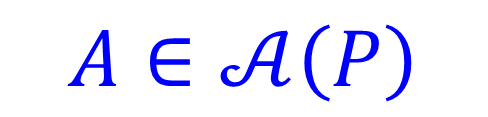 𝐴 ∈ 𝒜(𝑃)